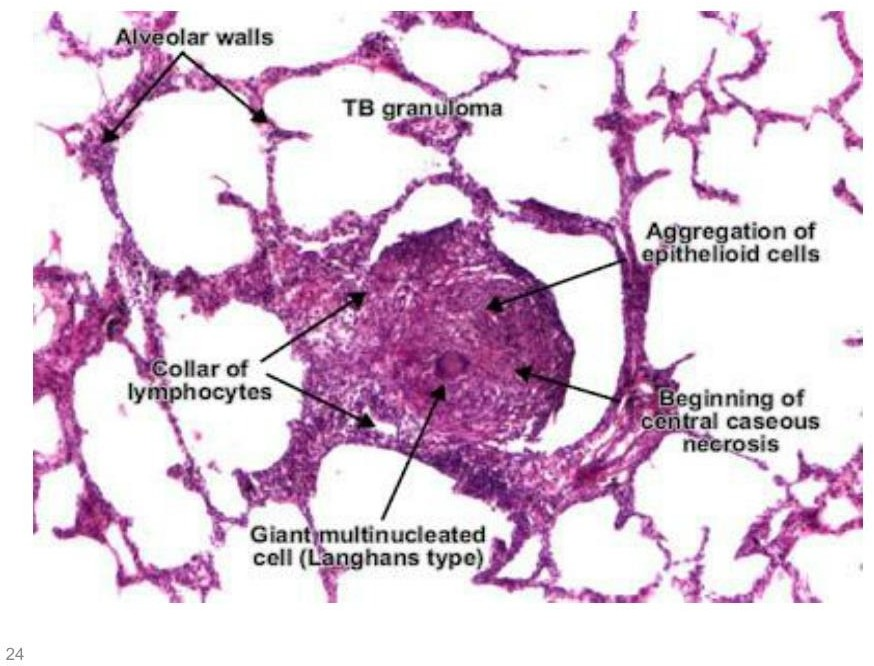 Alveolar walls
TB granuloma
Aggregation of
epithelioid cells
Collar of
lymphocytes
Beginning of
central caseous
necrosis
Giant multinucleated
cell (Langhans type)
24